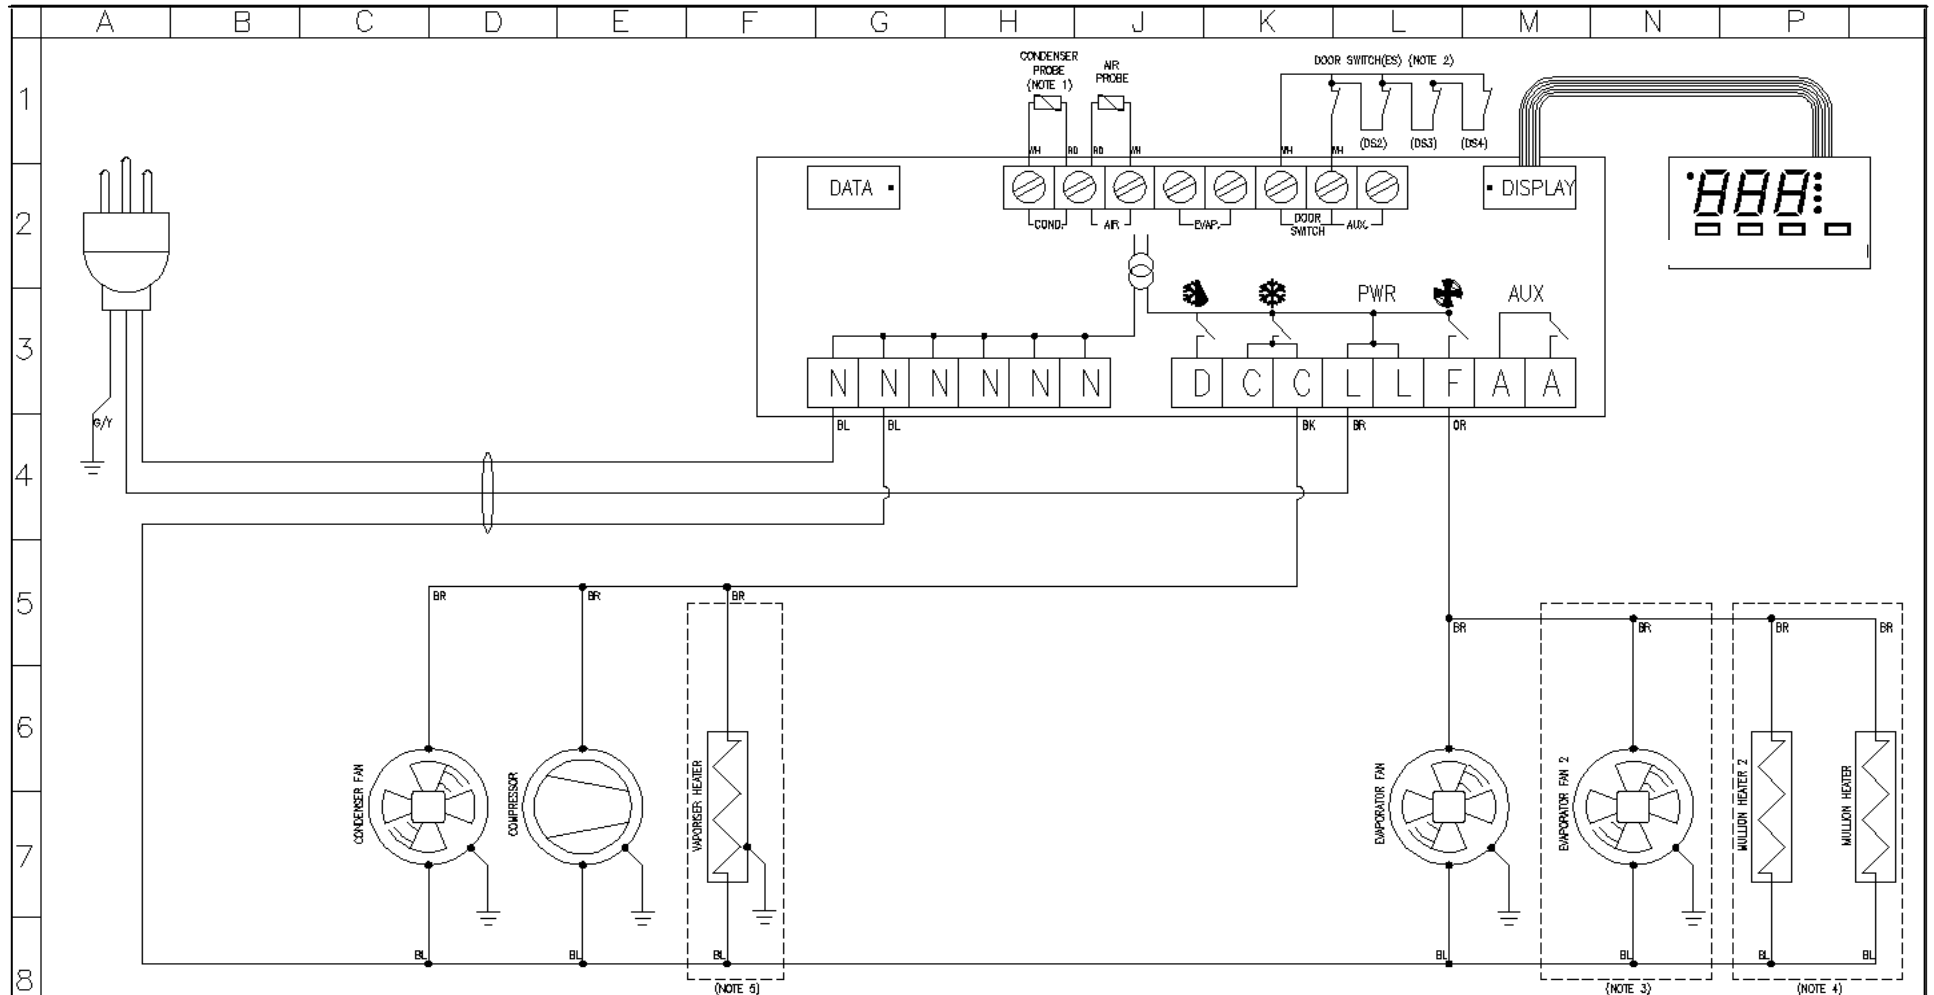 A B C D E F G H J K L M N P
1
CONDENSER
PROBE
(NOTE 1)
AIR
PROBE
DOOR SWITCH(ES) (NOTE 2)
(DS2) (DS3) (DS4)
WH RD RD WH WH WH
2
DATA
DISPLAY
888
COND. AIR EVAP. DOOR
SWITCH AUX.
PWR AUX
3
N N N N N N D C C L L F A A
G/Y
BL BL BK BR OR
4
5
BR BR BR BR BR BR BR
6
CONDENSER FAN
COMPRESSOR
VAPORISER HEATER
EVAPORATOR FAN
EVAPORATOR FAN 2
MULLION HEATER 2
MULLION HEATER
7
BL BL BL BL BL BL BL
8
(NOTE 5) (NOTE 3) (NOTE 4)